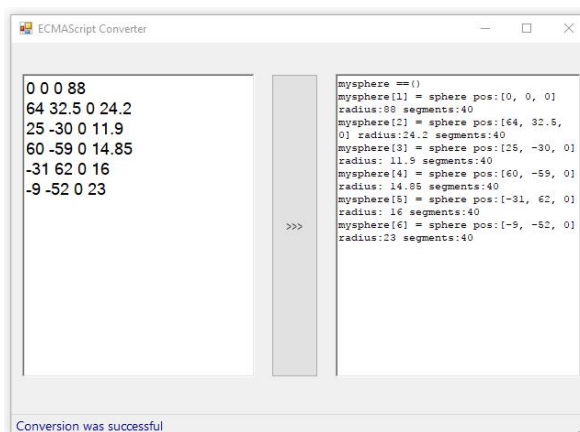 ECMAScript Converter
0 0 0 88
64 32.5 0 24.2
25 -30 0 11.9
60 -59 0 14.85
-31 62 0 16
-9 -52 0 23
>>>
mysphere ==()
mysphere[1] = sphere pos:[0, 0, 0]
radius:88 segments:40
mysphere[2] = sphere pos:[64, 32.5,
0] radius:24.2 segments:40
mysphere[3] = sphere pos:[25, -30, 0]
radius: 11.9 segments:40
mysphere[4] = sphere pos:[60, -59, 0]
radius: 14.85 segments:40
mysphere[5] = sphere pos:[-31, 62, 0]
radius: 16 segments:40
mysphere[6] = sphere pos:[-9, -52, 0]
radius:23 segments:40
Conversion was successful